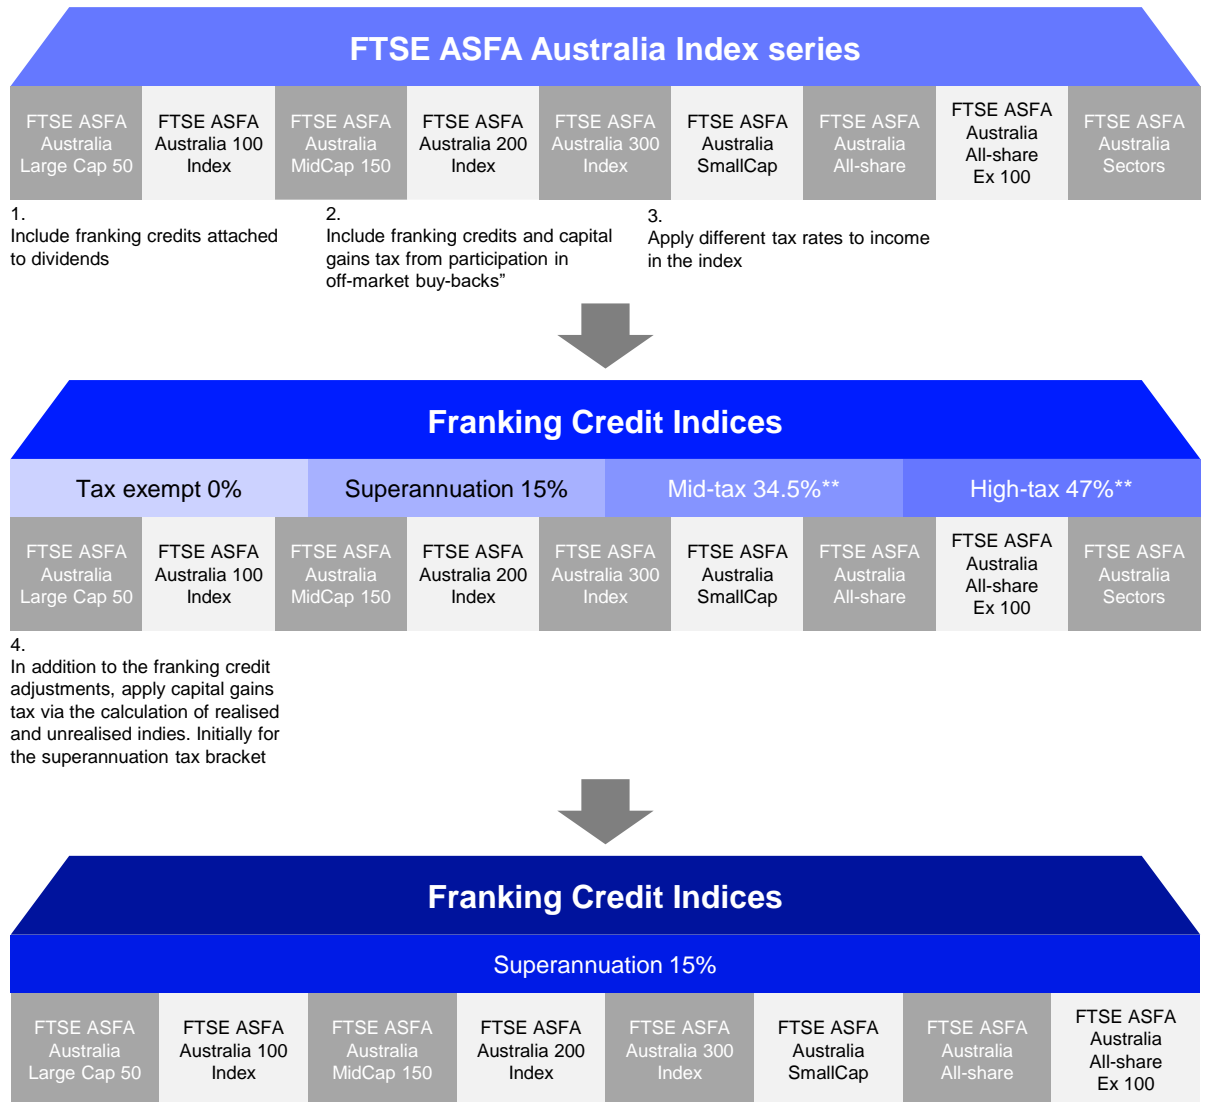 FTSE ASFA Australia Index series
FTSE ASFA
Australia
Large Cap 50
FTSE ASFA
Australia 100
Index
FTSE ASFA
Australia
MidCap 150
FTSE ASFA
Australia 200
Index
FTSE ASFA
Australia 300
Index
FTSE ASFA
Australia
SmallCap
FTSE ASFA
Australia
All-share
FTSE ASFA
Australia
All-share
Ex 100
FTSE ASFA
Australia
Sectors
1.
Include franking credits attached
to dividends
2.
Include franking credits and capital
gains tax from participation in
off-market buy-backs”
3.
Apply different tax rates to income
in the index
Franking Credit Indices
Tax exempt 0%
Superannuation 15%
Mid-tax 34.5%**
High-tax 47%**
FTSE ASFA
Australia
Large Cap 50
FTSE ASFA
Australia 100
Index
FTSE ASFA
Australia
MidCap 150
FTSE ASFA
Australia 200
Index
FTSE ASFA
Australia 300
Index
FTSE ASFA
Australia
SmallCap
FTSE ASFA
Australia
All-share
FTSE ASFA
Australia
All-share
Ex 100
FTSE ASFA
Australia
Sectors
4.
In addition to the franking credit
adjustments, apply capital gains
tax via the calculation of realised
and unrealised indies. Initially for
the superannuation tax bracket
Franking Credit Indices
Superannuation 15%
FTSE ASFA
Australia
Large Cap 50
FTSE ASFA
Australia 100
Index
FTSE ASFA
Australia
MidCap 150
FTSE ASFA
Australia 200
Index
FTSE ASFA
Australia 300
Index
FTSE ASFA
Australia
SmallCap
FTSE ASFA
Australia
All-share
FTSE ASFA
Australia
All-share
Ex 100